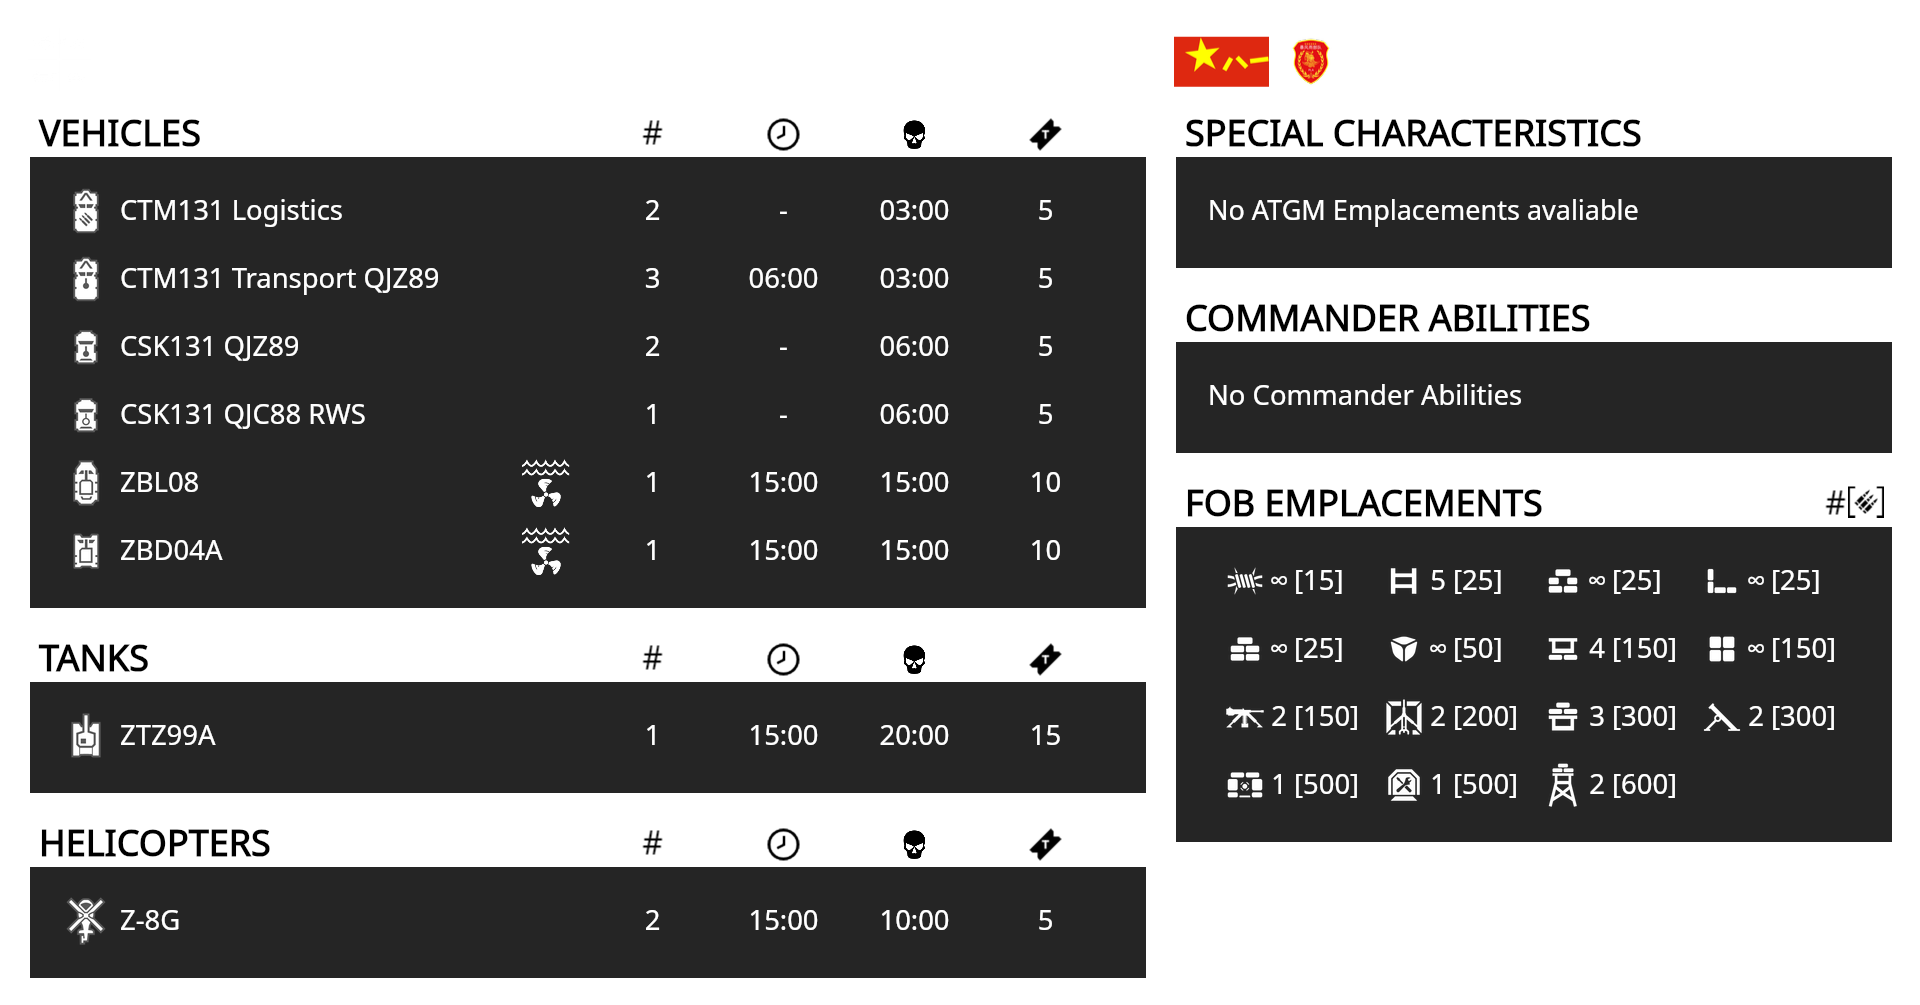 VEHICLES #
CTM131 Logistics 2 - 03:00 5
CTM131 Transport QJZ89 3 06:00 03:00 5
CSK131 QJZ89 2 - 06:00 5
CSK131 QJC88 RWS 1 - 06:00 5
ZBL08 1 15:00 15:00 10
ZBD04A 1 15:00 15:00 10
TANKS #
ZTZ99A 1 15:00 20:00 15
HELICOPTERS #
Z-8G 2 15:00 10:00 5
八一
SPECIAL CHARACTERISTICS
No ATGM Emplacements avaliable
COMMANDER ABILITIES
No Commander Abilities
FOB EMPLACEMENTS #[]
∞ [15] 5 [25] ∞ [25] ∞ [25]
∞ [25] ∞ [50] 4 [150] ∞ [150]
2 [150] 2 [200] 3 [300] 2 [300]
1 [500] 1 [500] 2 [600]